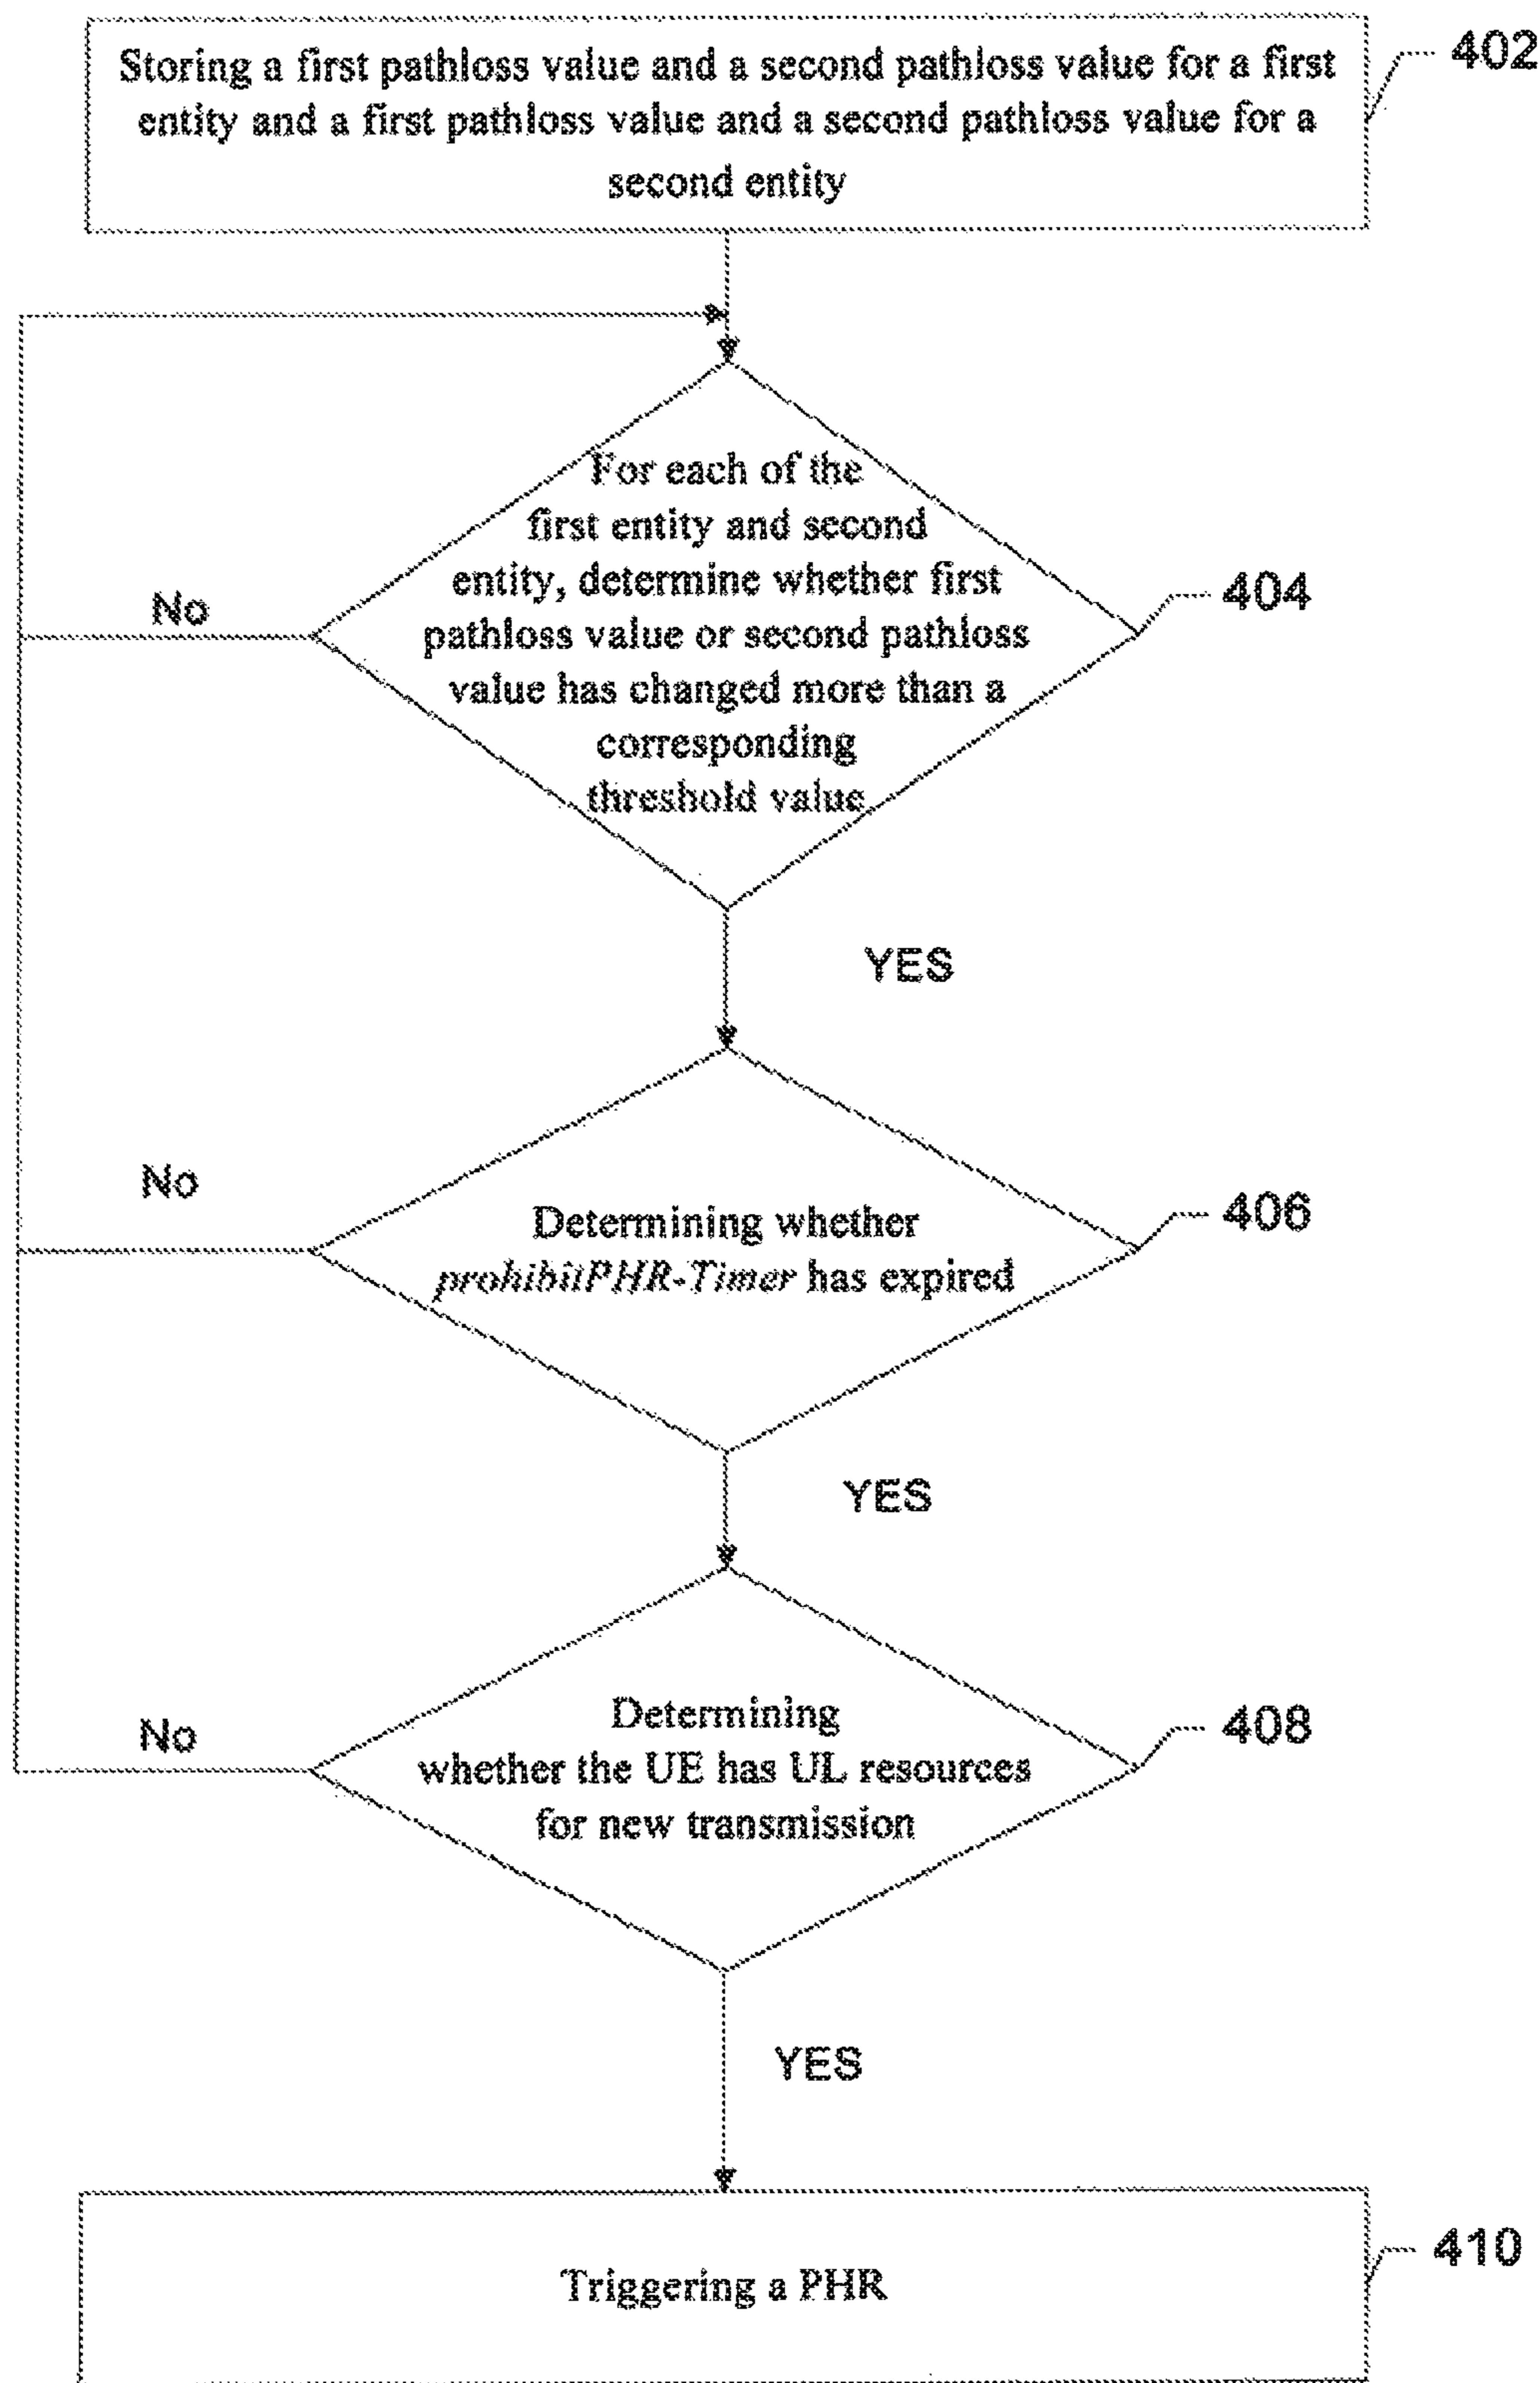 Storing a first pathloss value and a second pathloss value for a first
entity and a first pathloss value and a second pathloss value for a
second entity
402
For each of the
first entity and second
entity, determine whether first
pathloss value or second pathloss
value has changed more than a
corresponding
threshold value
No
404
YES
No
Determining whether
prohibitPHR-Timer has expired
406
YES
No
Determining
whether the UE has UL resources
for new transmission
408
YES
Triggering a PHR
410